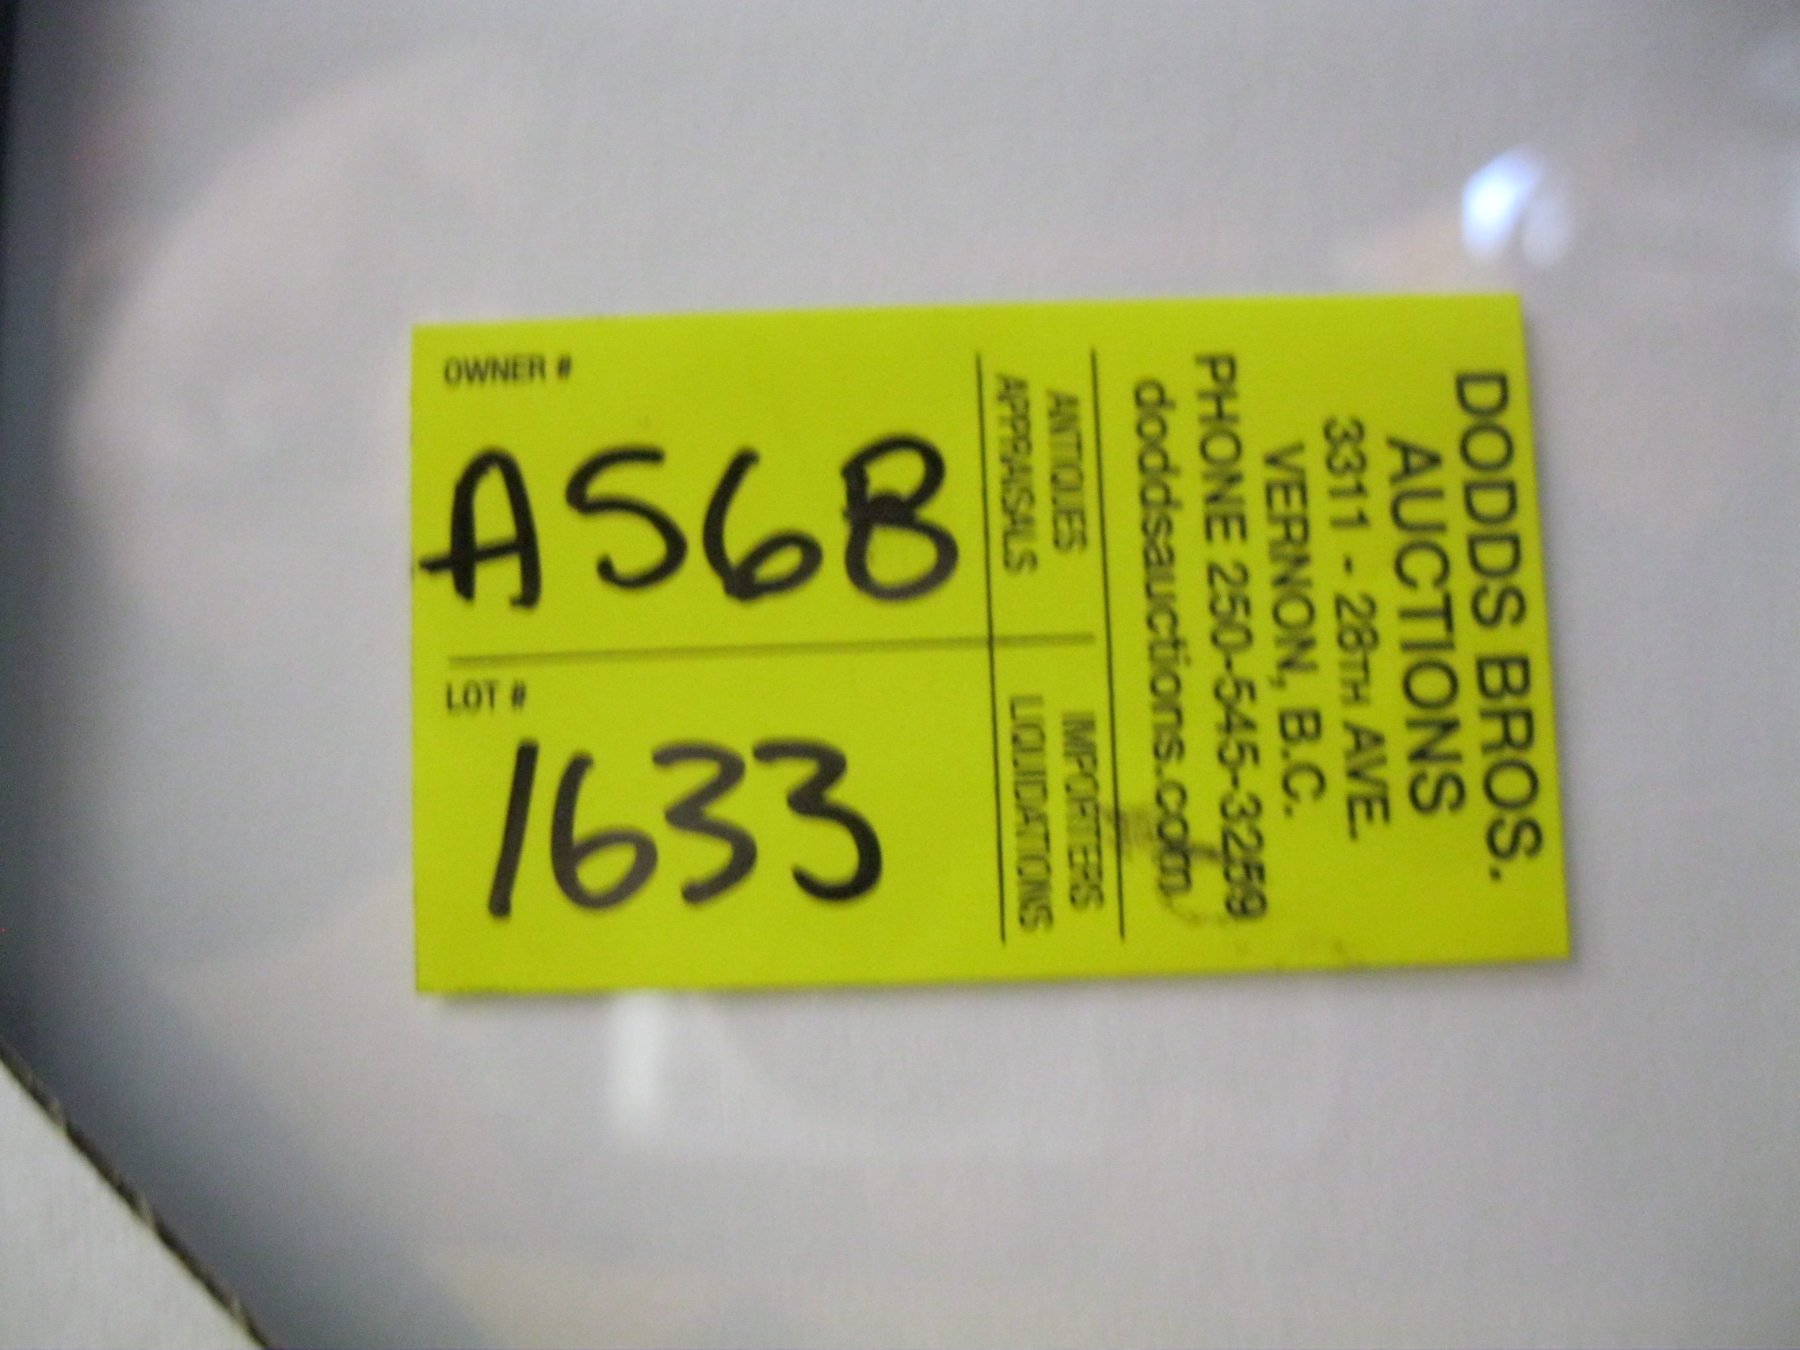 OWNER #
A568
LOT #
1633
DODDS BROS.
AUCTIONS
3311 - 28TH AVE.
VERNON, B.C.
PHONE 250-545-3259
doddsauctions.com
ANTIQUES
APPRAISALS
IMPORTERS
LIQUIDATIONS